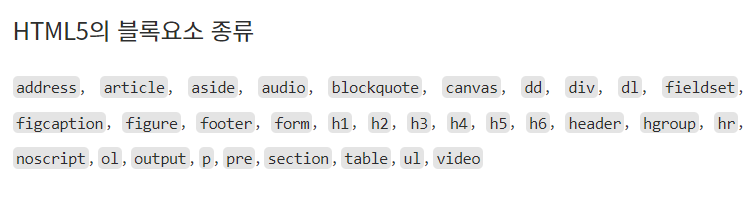 HTML5의 블록요소 종류
address, article, aside, audio, blockquote, canvas, dd, div, dl, fieldset,
figcaption, figure, footer, form, h1, h2, h3, h4, h5, h6, header, hgroup, hr,
noscript, ol, output, p, pre, section, table, ul, video